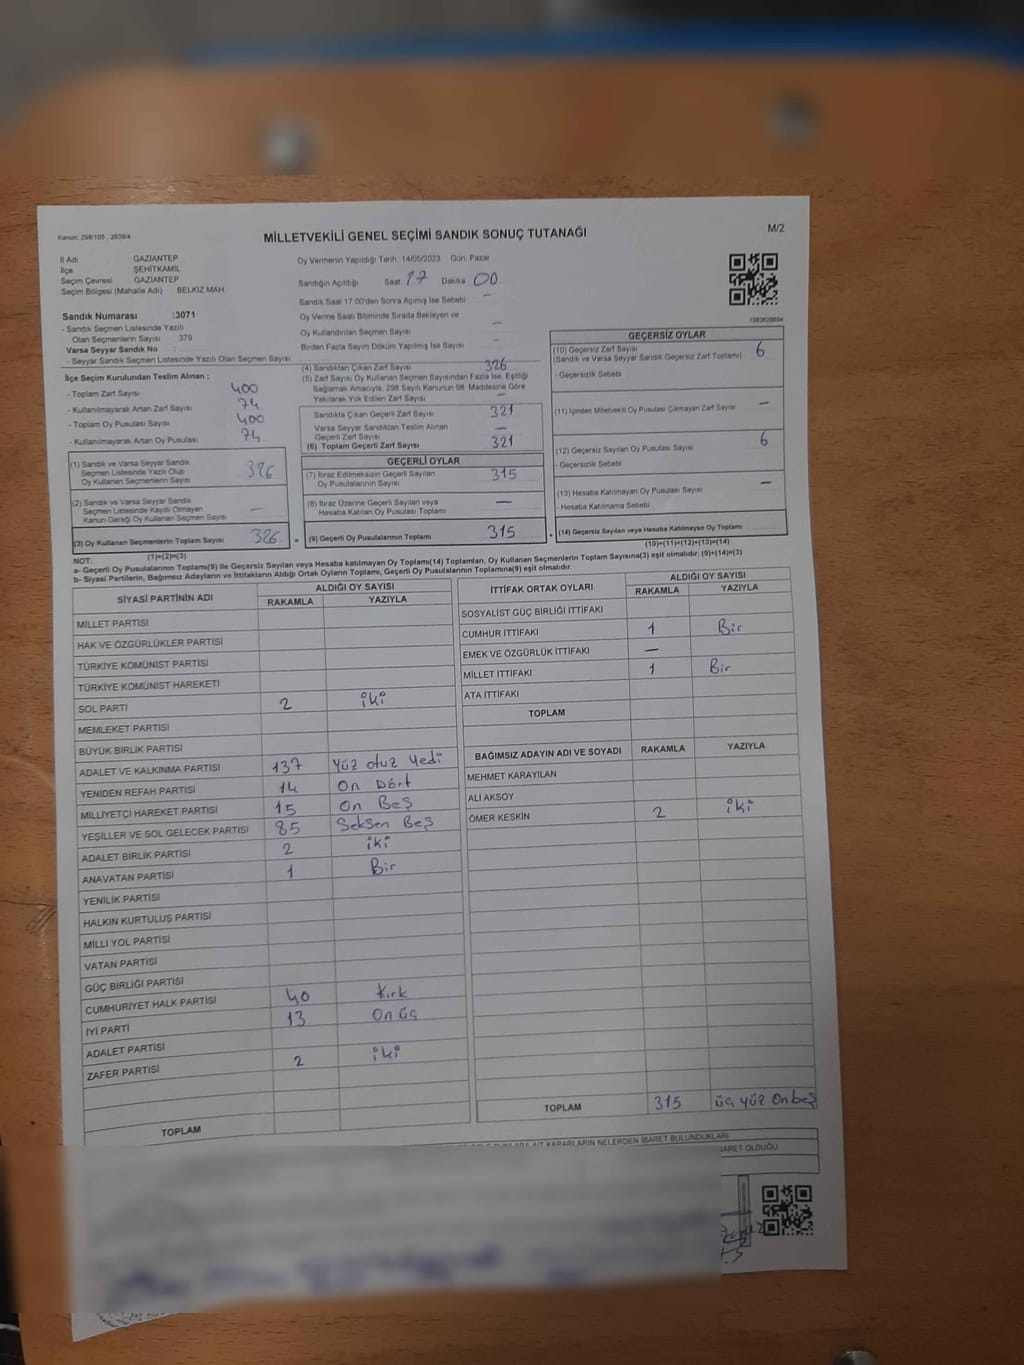 Kanun: 298/105 , 2839/4
MİLLETVEKİLİ GENEL SEÇİMİ SANDIK SONUÇ TUTANAĞI
M/2
İl Adı GAZİANTEP
İlçe ŞEHİTKAMİL
Seçim Çevresi GAZİANTEP
Seçim Bölgesi (Mahalle Adı) BELKIZ MAH
Sandık Numarası :3071
- Sandık Seçmen Listesinde Yazılı
Olan Seçmenlerin Sayısı : 379
Varsa Seyyar Sandık No :
- Seyyar Sandık Seçmen Listesinde Yazılı Olan Seçmen Sayısı
Oy Vermenin Yapıldığı Tarih 14/05/2023 Gün Pazar
Sandığın Açıldığı Saat 17 Dakika 00
Sandık Saat 17.00'den Sonra Açımış İse Sebebi –
Oy Verme Saati Bitiminde Sırada Bekleyen ve
Oy Kullandırılan Seçmen Sayısı –
Birden Fazla Sayım Döküm Yapılmış İse Sayısı –
İlçe Seçim Kurulundan Teslim Alınan ;
- Toplam Zarf Sayısı 400
- Kullanılmayarak Artan Zarf Sayısı 74
- Toplam Oy Pusulası Sayısı 400
- Kullanılmayarak Artan Oy Pusulası 74
(4) Sandıktan Çıkan Zarf Sayısı 326
(5) Zarf Sayısı Oy Kullanan Seçmen Sayısından Fazla İse, Eşitliği
Sağlamak Amacıyla, 298 Sayılı Kanunun 98. Maddesine Göre
Yakılarak Yok Edilen Zarf Sayısı –
Sandıkta Çıkan Geçerli Zarf Sayısı 321
Varsa Seyyar Sandıktan Teslim Alınan
Geçerli Zarf Sayısı –
(6) Toplam Geçerli Zarf Sayısı 321
GEÇERSİZ OYLAR
(10) Geçersiz Zarf Sayısı 6
(Sandık ve Varsa Seyyar Sandık Geçersiz Zarf Toplamı)
- Geçersizlik Sebebi
(11) İçinden Milletvekili Oy Pusulası Çıkmayan Zarf Sayısı –
(12) Geçersiz Sayılan Oy Pusulası Sayısı 6
- Geçersizlik Sebebi
(13) Hesaba Katılmayan Oy Pusulası Sayısı –
- Hesaba Katılmama Sebebi
(14) Geçersiz Sayılan veya Hesaba Katılmayan Oy Toplamı
(10)+(11)+(12)+(13)=(14)
(1) Sandık ve Varsa Seyyar Sandık
Seçmen Listesinde Yazılı Olup
Oy Kullanan Seçmenlerin Sayısı 326
(2) Sandık ve Varsa Seyyar Sandık
Seçmen Listesinde Kayıtlı Olmayan
Kanun Gereği Oy Kullanan Seçmen Sayısı –
(3) Oy Kullanan Seçmenlerin Toplam Sayısı 326
(1)+(2)=(3)
GEÇERLİ OYLAR
(7) İtiraz Edilmeksizin Geçerli Sayılan
Oy Pusulalarının Sayısı 315
(8) İtiraz Üzerine Geçerli Sayılan veya
Hesaba Katılan Oy Pusulası Toplamı –
(9) Geçerli Oy Pusulalarının Toplamı 315
NOT:
a- Geçerli Oy Pusulalarının Toplamı(9) ile Geçersiz Sayılan veya Hesaba katılmayan Oy Toplamı(14) Toplamları, Oy Kullanan Seçmenlerin Toplam Sayısına(3) eşit olmalıdır. (9)+(14)=(3)
b- Siyasi Partilerin, Bağımsız Adayların ve İttifakların Aldığı Ortak Oyların Toplamı, Geçerli Oy Pusulalarının Toplamına(9) eşit olmalıdır.
SİYASİ PARTİNİN ADI ALDIĞI OY SAYISI
RAKAMLA YAZIYLA
MİLLET PARTİSİ
HAK VE ÖZGÜRLÜKLER PARTİSİ
TÜRKİYE KOMÜNİST PARTİSİ
TÜRKİYE KOMÜNİST HAREKETİ
SOL PARTİ 2 iki
MEMLEKET PARTİSİ
BÜYÜK BİRLİK PARTİSİ
ADALET VE KALKINMA PARTİSİ 137 Yüz otuz Yedi
YENİDEN REFAH PARTİSİ 14 On Dört
MİLLİYETÇİ HAREKET PARTİSİ 15 On Beş
YEŞİLLER VE SOL GELECEK PARTİSİ 85 Seksen Beş
ADALET BİRLİK PARTİSİ 2 iki
ANAVATAN PARTİSİ 1 Bir
YENİLİK PARTİSİ
HALKIN KURTULUŞ PARTİSİ
MİLLİ YOL PARTİSİ
VATAN PARTİSİ
GÜÇ BİRLİĞİ PARTİSİ
CUMHURİYET HALK PARTİSİ 40 Kırk
İYİ PARTİ 13 On üç
ADALET PARTİSİ
ZAFER PARTİSİ 2 iki
TOPLAM
İTTİFAK ORTAK OYLARI ALDIĞI OY SAYISI
RAKAMLA YAZIYLA
SOSYALİST GÜÇ BİRLİĞİ İTTİFAKI
CUMHUR İTTİFAKI 1 Bir
EMEK VE ÖZGÜRLÜK İTTİFAKI –
MİLLET İTTİFAKI 1 Bir
ATA İTTİFAKI
TOPLAM
BAĞIMSIZ ADAYIN ADI VE SOYADI RAKAMLA YAZIYLA
MEHMET KARAYILAN
ALİ AKSOY
ÖMER KESKİN 2 iki
TOPLAM 315 üç yüz Onbeş
AİT KARARLARIN NELERDEN İBARET BULUNDUKLARI
İBARET OLDUĞU